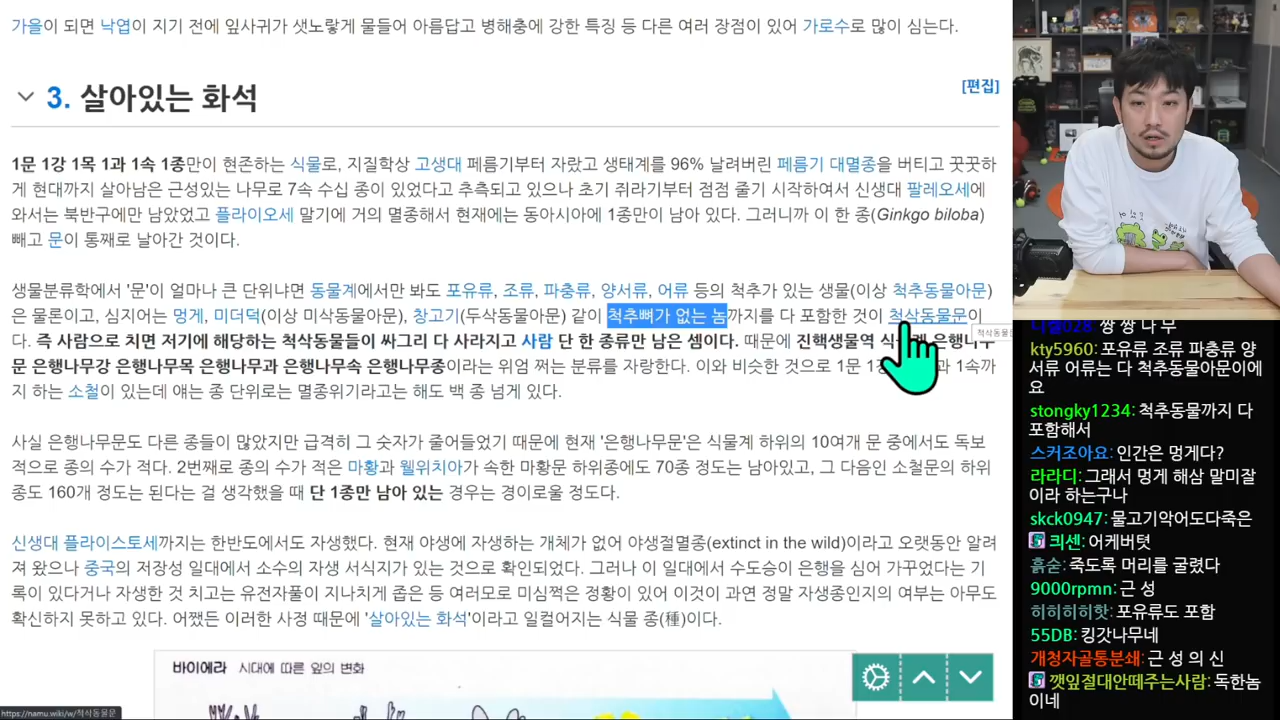 가을이 되면 낙엽이 지기 전에 잎사귀가 샛노랗게 물들어 아름답고 병해충에 강한 특징 등 다른 여러 장점이 있어 가로수로 많이 심는다.
3. 살아있는 화석
[편집]
1문 1강 1목 1과 1속 1종만이 현존하는 식물로, 지질학상 고생대 페름기부터 자랐고 생태계를 96% 날려버린 페름기 대멸종을 버티고 꿋꿋하
게 현대까지 살아남은 근성있는 나무로 7속 수십 종이 있었다고 추측되고 있으나 초기 쥐라기부터 점점 줄기 시작하여서 신생대 팔레오세에
와서는 북반구에만 남았었고 플라이오세 말기에 거의 멸종해서 현재에는 동아시아에 1종만이 남아 있다. 그러니까 이 한 종(Ginkgo biloba)
빼고 문이 통째로 날아간 것이다.
생물분류학에서 '문'이 얼마나 큰 단위냐면 동물계에서만 봐도 포유류, 조류, 파충류, 양서류, 어류 등의 척추가 있는 생물(이상 척추동물아문)
은 물론이고, 심지어는 멍게, 미더덕(이상 미삭동물아문), 창고기(두삭동물아문) 같이 척추뼈가 없는 놈까지를 다 포함한 것이 척삭동물문이
다. 즉 사람으로 치면 저기에 해당하는 척삭동물들이 싸그리 다 사라지고 사람 단 한 종류만 남은 셈이다. 때문에 진핵생물역 식 은행나무
문 은행나무강 은행나무목 은행나무과 은행나무속 은행나무종이라는 위엄 쩌는 분류를 자랑한다. 이와 비슷한 것으로 1문 1강 과 1속까
지 하는 소철이 있는데 얘는 종 단위로는 멸종위기라고는 해도 백 종 넘게 있다.
사실 은행나무문도 다른 종들이 많았지만 급격히 그 숫자가 줄어들었기 때문에 현재 '은행나무문'은 식물계 하위의 10여개 문 중에서도 독보
적으로 종의 수가 적다. 2번째로 종의 수가 적은 마황과 웰위치아가 속한 마황문 하위종에도 70종 정도는 남아있고, 그 다음인 소철문의 하위
종도 160개 정도는 된다는 걸 생각했을 때 단 1종만 남아 있는 경우는 경이로울 정도다.
신생대 플라이스토세까지는 한반도에서도 자생했다. 현재 야생에 자생하는 개체가 없어 야생절멸종(extinct in the wild)이라고 오랫동안 알려
져 왔으나 중국의 저장성 일대에서 소수의 자생 서식지가 있는 것으로 확인되었다. 그러나 이 일대에서 수도승이 은행을 심어 가꾸었다는 기
록이 있다거나 자생한 것 치고는 유전자풀이 지나치게 좁은 등 여러모로 미심쩍은 정황이 있어 이것이 과연 정말 자생종인지의 여부는 아무도
확신하지 못하고 있다. 어쨌든 이러한 사정 때문에 '살아있는 화석'이라고 일컬어지는 식물 종(種)이다.
바이에라 시대에 따른 잎의 변화
https://namu.wiki/w/척삭동물문
척삭동물문
쌍 쌍 나 무
kty5960: 포유류 조류 파충류 양
서류 어류는 다 척추동물아문이에
요
stongky1234: 척추동물까지 다
포함해서
스커조아요: 인간은 멍게다?
라라디: 그래서 멍게 해삼 말미잘
이라 하는구나
skck0947: 물고기악어도다죽은
킈센: 어케버텻
흙숟: 죽도록 머리를 굴렸다
9000rpmn: 근 성
히히히히핫: 포유류도 포함
55DB: 킹갓나무네
개청자골통분쇄: 근 성 의 신
깻잎절대안떼주는사람: 독한놈
이네